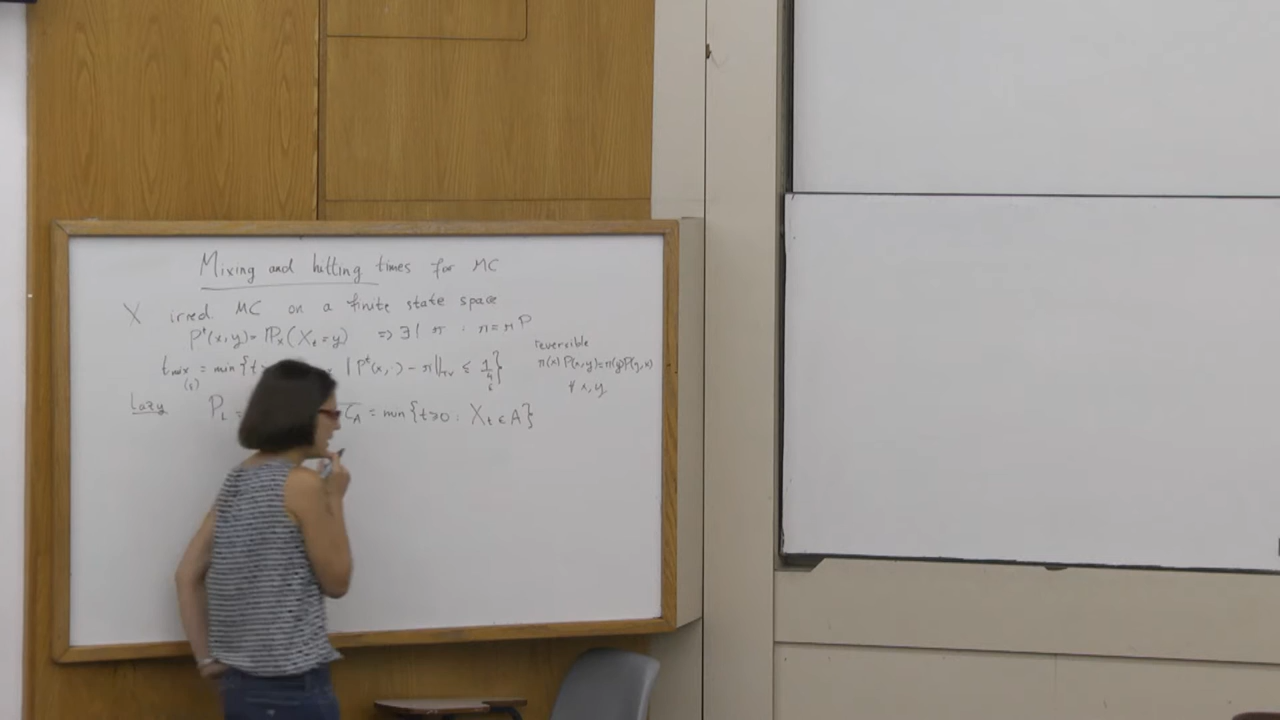 Mixing and hitting times for MC
X irred. MC on a finite state space
P^t(x,y) = ℙ_x(X_t = y) => ∃! π : π = πP
t_mix = min{t | P^t(x,·) - π||_TV ≤ 1/4}
(ε) ε
reversible
π(x)P(x,y)=π(y)P(y,x)
∀ x,y
Lazy P_L = τ_A = min{t≥0 : X_t ∈ A}